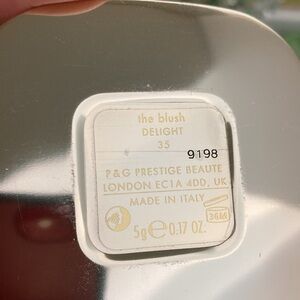 the blush
DELIGHT
35
9198
P&G PRESTIGE BEAUTE
LONDON EC1A 4DD, UK
MADE IN ITALY
5g e 0.17 OZ.
36M